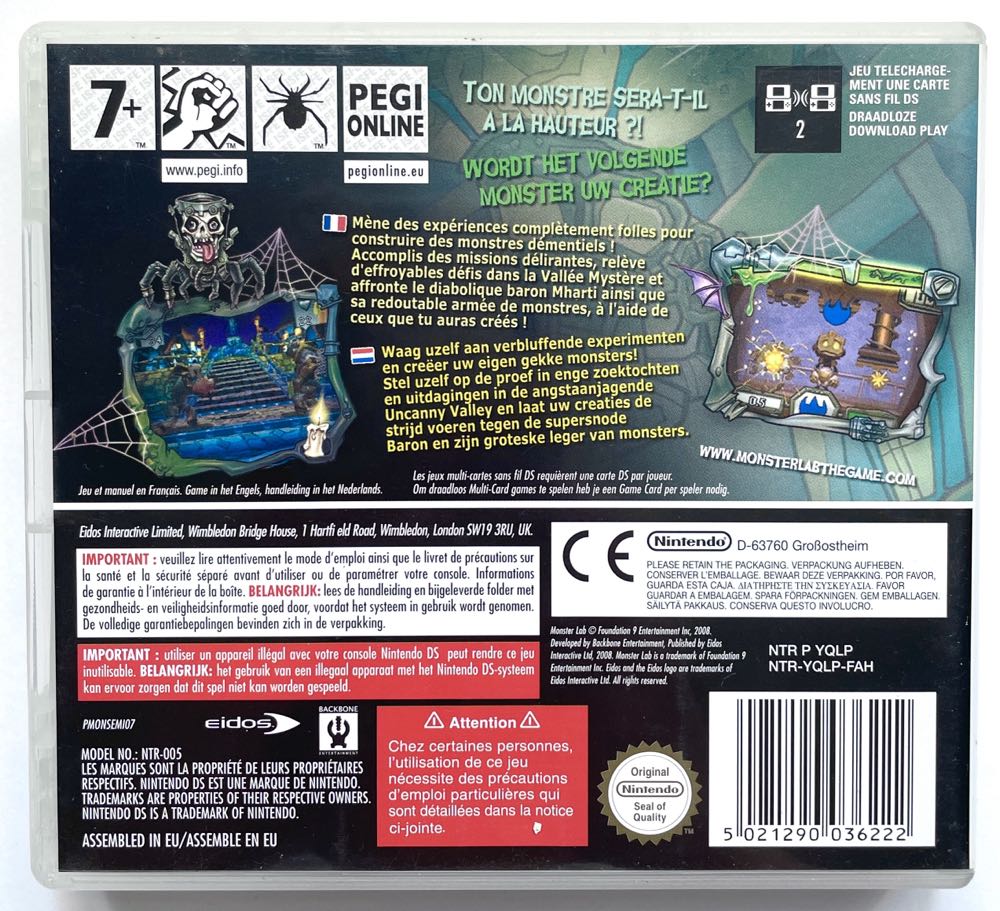 7+
TM
TM
TM
PEGI
ONLINE
www.pegi.info
pegionline.eu
TON MONSTRE SERA-T-IL
A LA HAUTEUR ?!
WORDT HET VOLGENDE
MONSTER UW CREATIE?
2
JEU TELECHARGE-
MENT UNE CARTE
SANS FIL DS
DRAADLOZE
DOWNLOAD PLAY
Mène des expériences complètement folles pour
construire des monstres démentiels !
Accomplis des missions délirantes, relève
d'effroyables défis dans la Vallée Mystère et
affronte le diabolique baron Mharti ainsi que
sa redoutable armée de monstres, à l'aide de
ceux que tu auras créés !
Waag uzelf aan verbluffende experimenten
en creëer uw eigen gekke monsters!
Stel uzelf op de proef in enge zoektochten
en uitdagingen in de angstaanjagende
Uncanny Valley en laat uw creaties de
strijd voeren tegen de supersnode
Baron en zijn groteske leger van monsters.
0.5
WWW.MONSTERLABTHEGAME.COM
Jeu et manuel en Français. Game in het Engels, handleiding in het Nederlands.
Les jeux multi-cartes sans fil DS requièrent une carte DS par joueur.
Om draadloos Multi-Card games te spelen heb je een Game Card per speler nodig.
Eidos Interactive Limited, Wimbledon Bridge House, 1 Hartfi eld Road, Wimbledon, London SW19 3RU, UK.
IMPORTANT : veuillez lire attentivement le mode d'emploi ainsi que le livret de précautions sur
la santé et la sécurité séparé avant d'utiliser ou de paramétrer votre console. Informations
de garantie à l'intérieure de la boîte. BELANGRIJK: lees de handleiding en bijgeleverde folder met
gezondheids- en veiligheidsinformatie goed door, voordat het systeem in gebruik wordt genomen.
De volledige garantiebepalingen bevinden zich in de verpakking.
IMPORTANT : utiliser un appareil illégal avec votre console Nintendo DS peut rendre ce jeu
inutilisable. BELANGRIJK: het gebruik van een illegaal apparaat met het Nintendo DS-systeem
kan ervoor zorgen dat dit spel niet kan worden gespeeld.
CE
Nintendo
D-63760 Großostheim
PLEASE RETAIN THE PACKAGING. VERPACKUNG AUFHEBEN.
CONSERVER L'EMBALLAGE. BEWAAR DEZE VERPAKKING. POR FAVOR,
GUARDA ESTA CAJA. ΔΙΑΤΗΡΗΣΤΕ ΤΗΝ ΣΥΣΚΕΥΑΣΙΑ. FAVOR
GUARDAR A EMBALAGEM. SPARA FÖRPACKNINGEN. GEM EMBALLAGEN.
SÄILYTÄ PAKKAUS. CONSERVA QUESTO INVOLUCRO.
Monster Lab © Foundation 9 Entertainment Inc, 2008.
Developed by Backbone Entertainment, Published by Eidos
Interactive Ltd, 2008. Monster Lab is a trademark of Foundation 9
Entertainment Inc. Eidos and the Eidos logo are trademarks of
Eidos Interactive Ltd. All rights reserved.
NTR P YQLP
NTR-YQLP-FAH
PMONSEMI07
eidos
BACKBONE
ENTERTAINMENT
MODEL NO.: NTR-005
LES MARQUES SONT LA PROPRIÉTÉ DE LEURS PROPRIÉTAIRES
RESPECTIFS. NINTENDO DS EST UNE MARQUE DE NINTENDO.
TRADEMARKS ARE PROPERTIES OF THEIR RESPECTIVE OWNERS.
NINTENDO DS IS A TRADEMARK OF NINTENDO.
ASSEMBLED IN EU/ASSEMBLE EN EU
Attention
Chez certaines personnes,
l'utilisation de ce jeu
nécessite des précautions
d'emploi particulières qui
sont détaillées dans la notice
ci-jointe.
Original
Nintendo
Seal of
Quality
TM
5 021290 036222